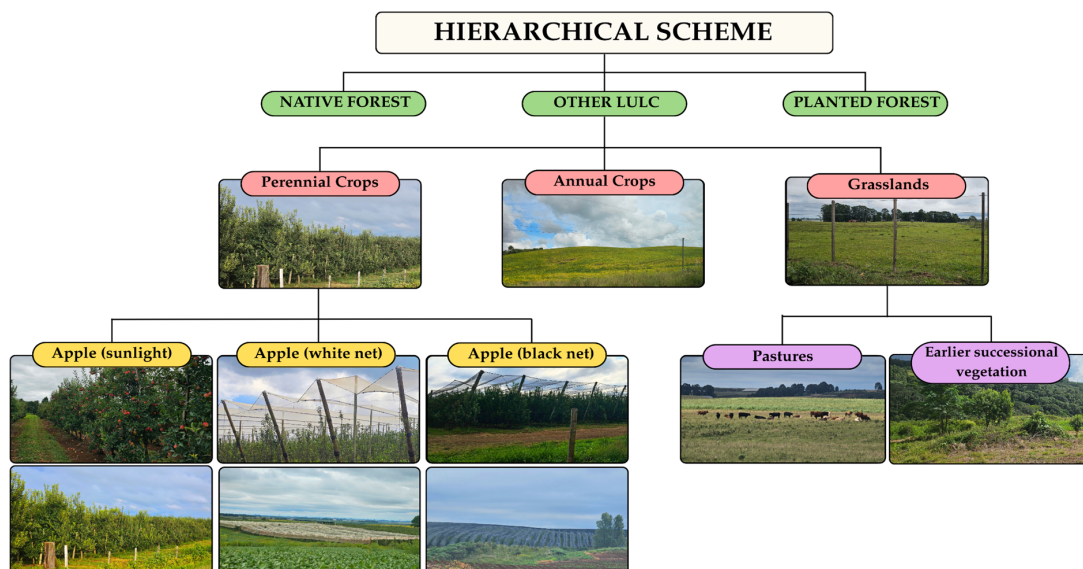 HIERARCHICAL SCHEME
NATIVE FOREST
OTHER LULC
PLANTED FOREST
Perennial Crops
Annual Crops
Grasslands
Apple (sunlight)
Apple (white net)
Apple (black net)
Pastures
Earlier successional
vegetation